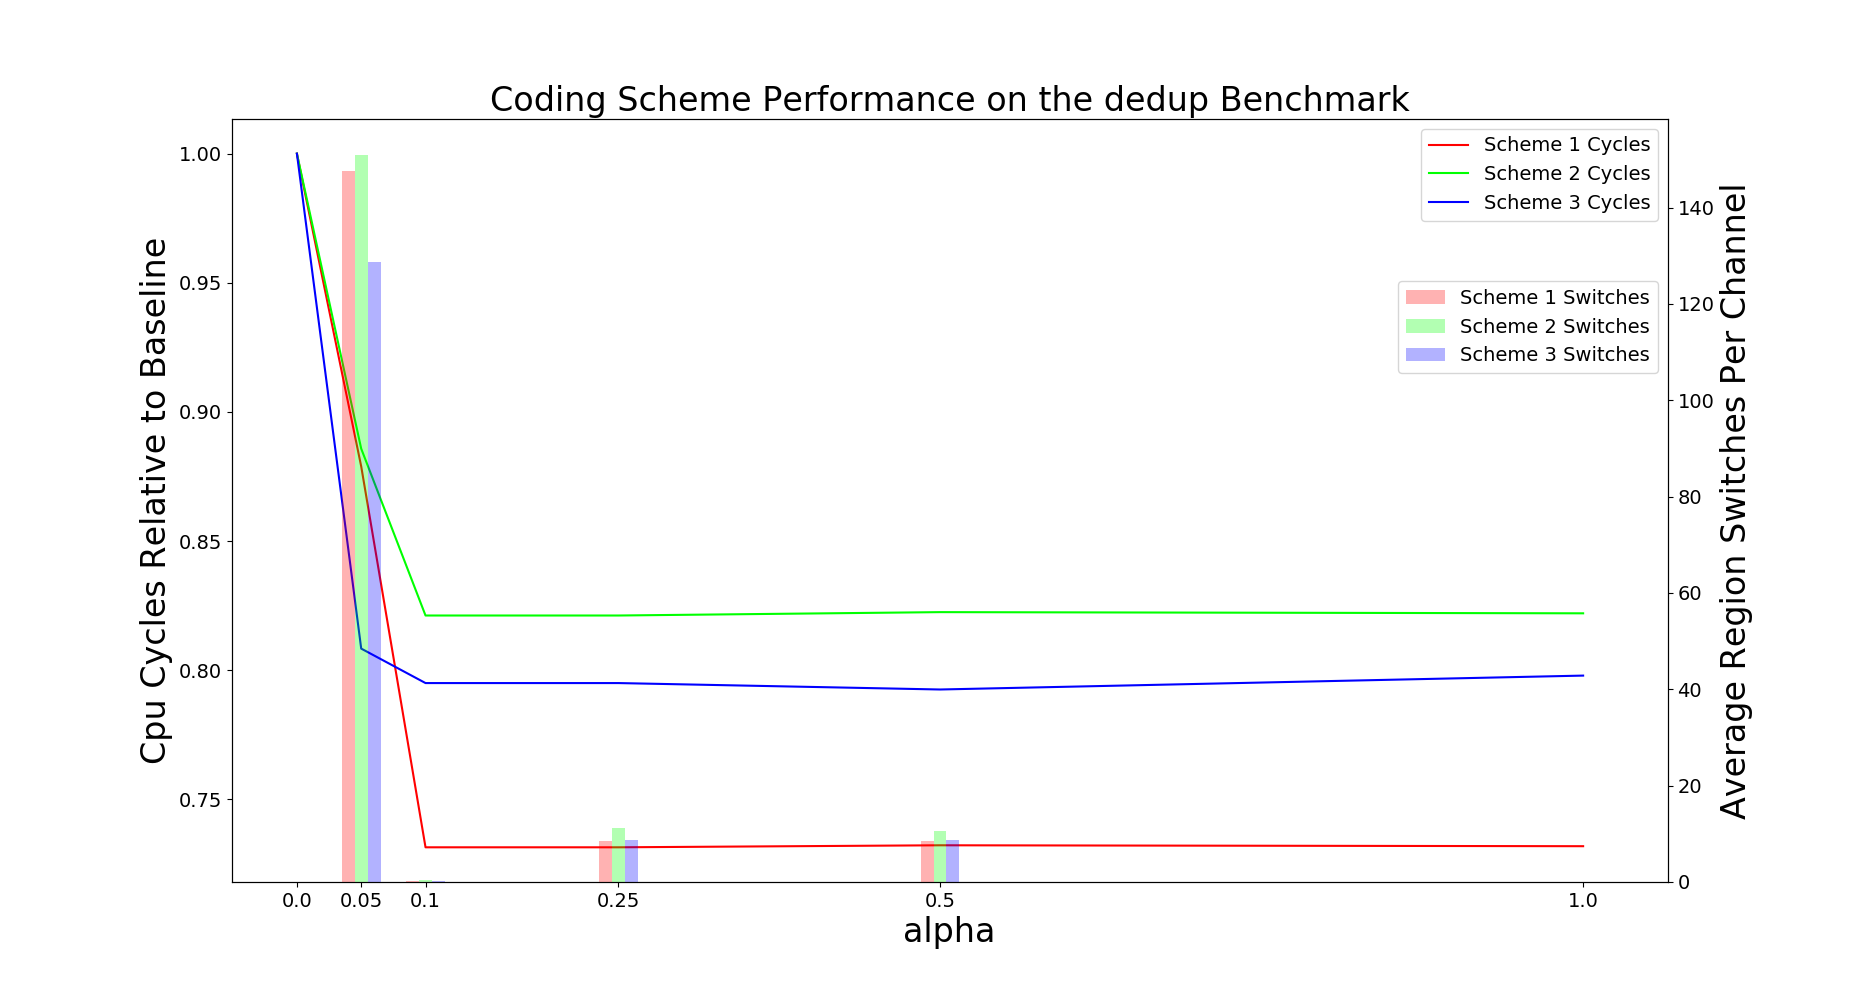 Coding Scheme Performance on the dedup Benchmark
Cpu Cycles Relative to Baseline
1.00
0.95
0.90
0.85
0.80
0.75
Scheme 1 Cycles
Scheme 2 Cycles
Scheme 3 Cycles
Scheme 1 Switches
Scheme 2 Switches
Scheme 3 Switches
140
120
100
80
60
40
20
0
Average Region Switches Per Channel
0.0 0.05 0.1 0.25 0.5 1.0
alpha